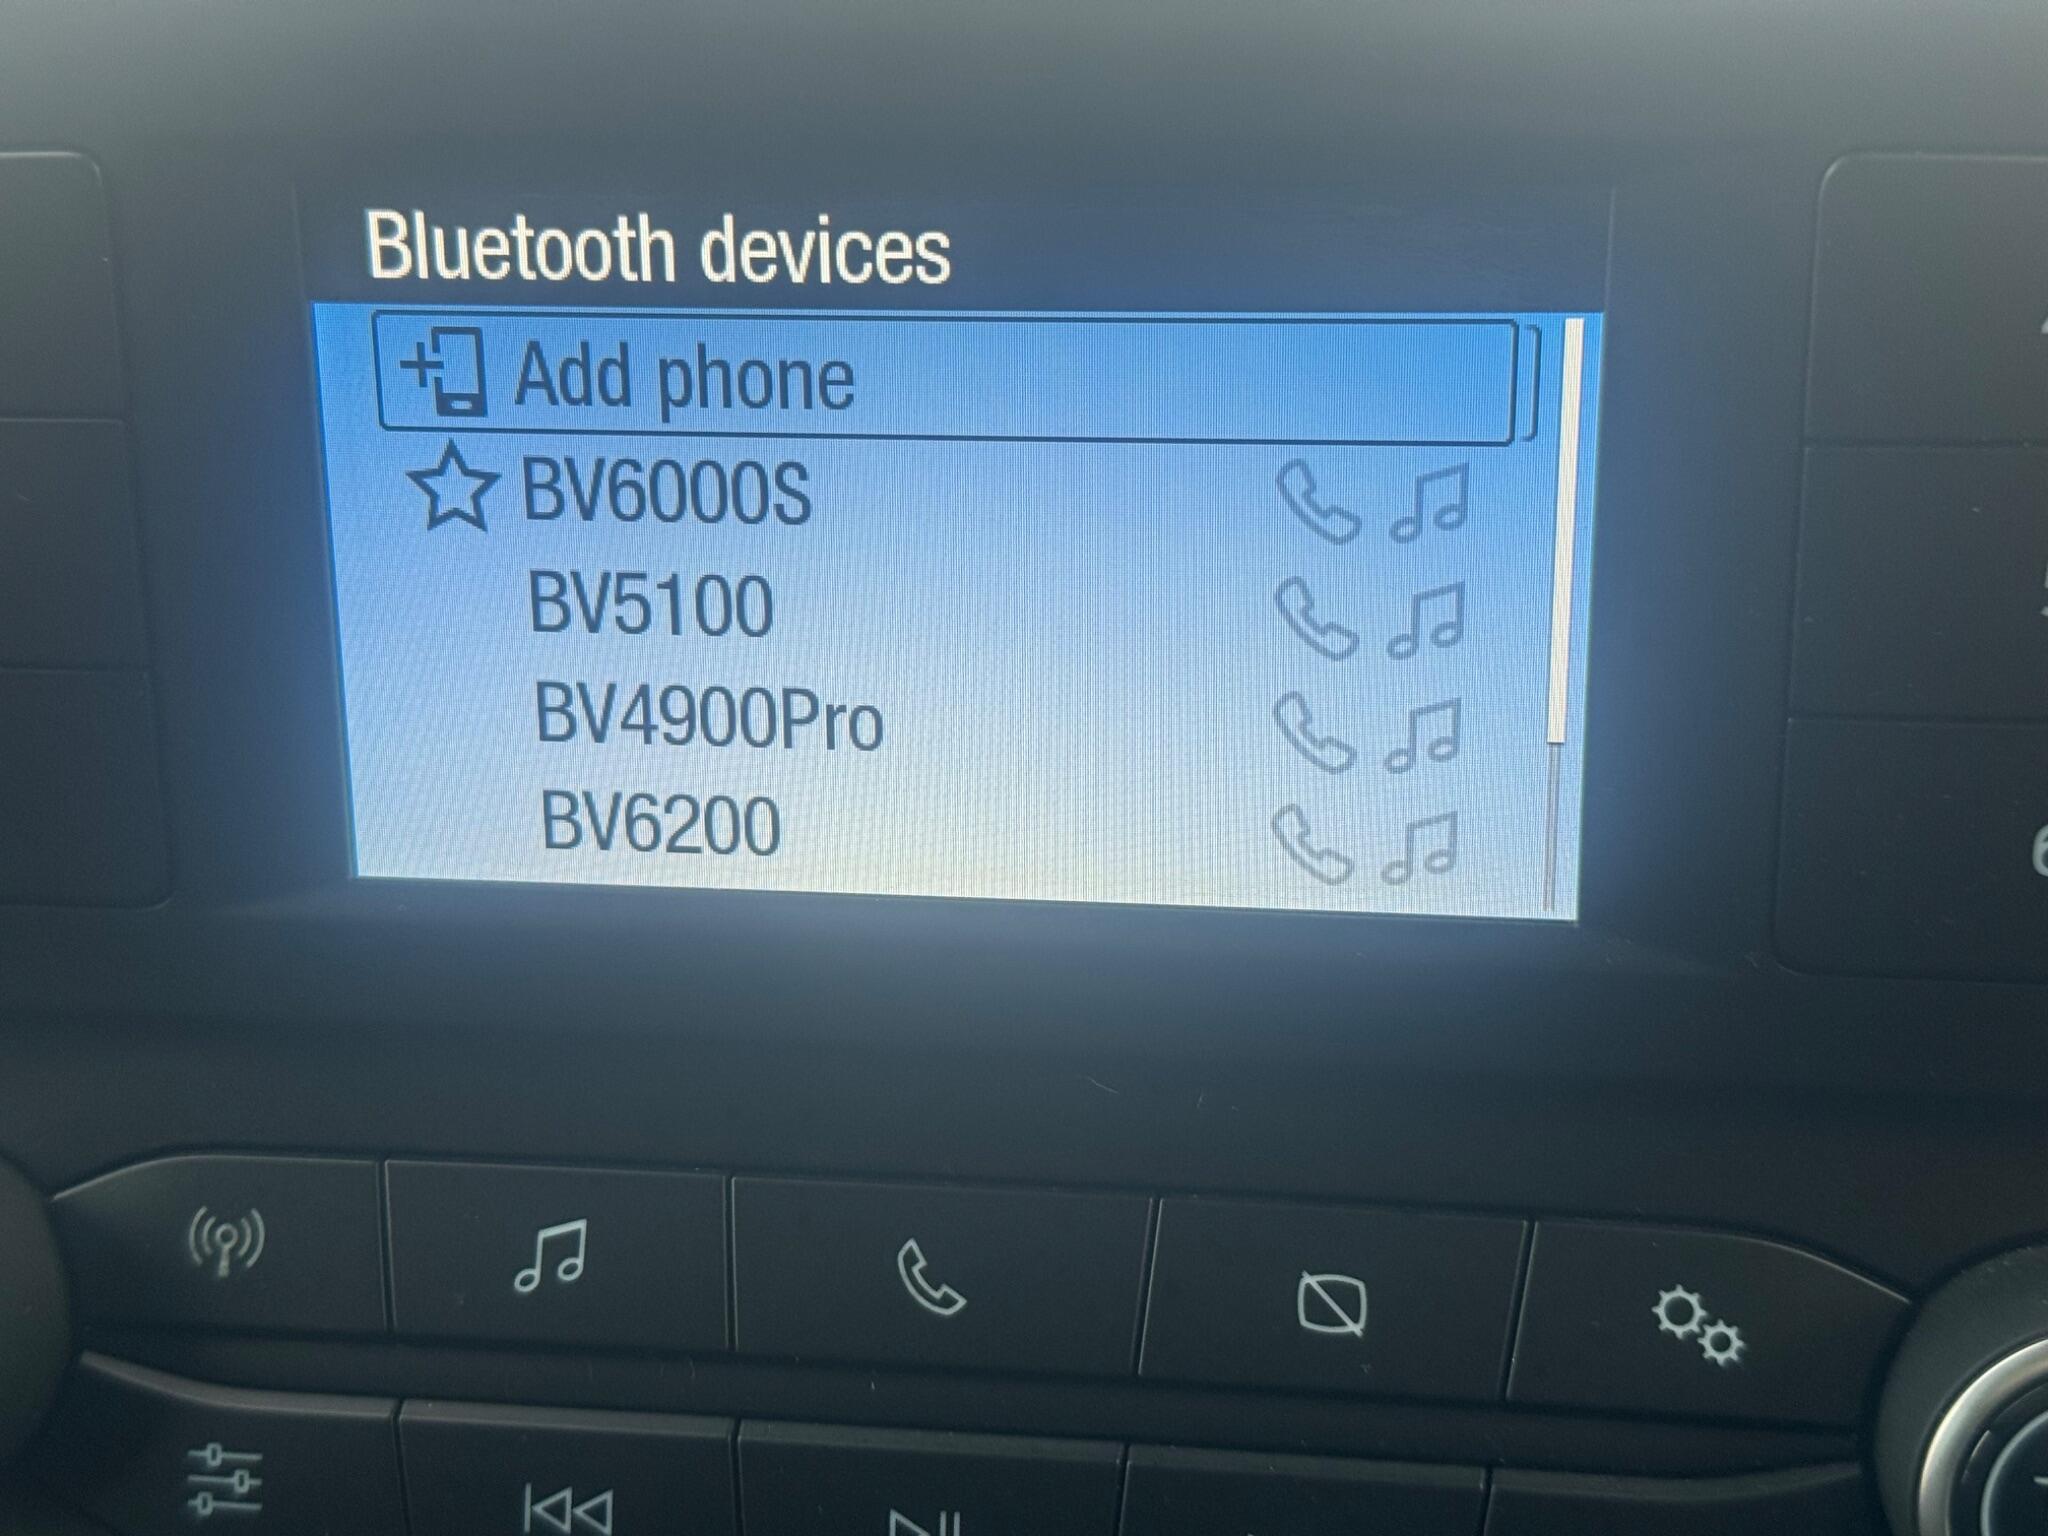 Bluetooth devices
Add phone
BV6000S
BV5100
BV4900Pro
BV6200